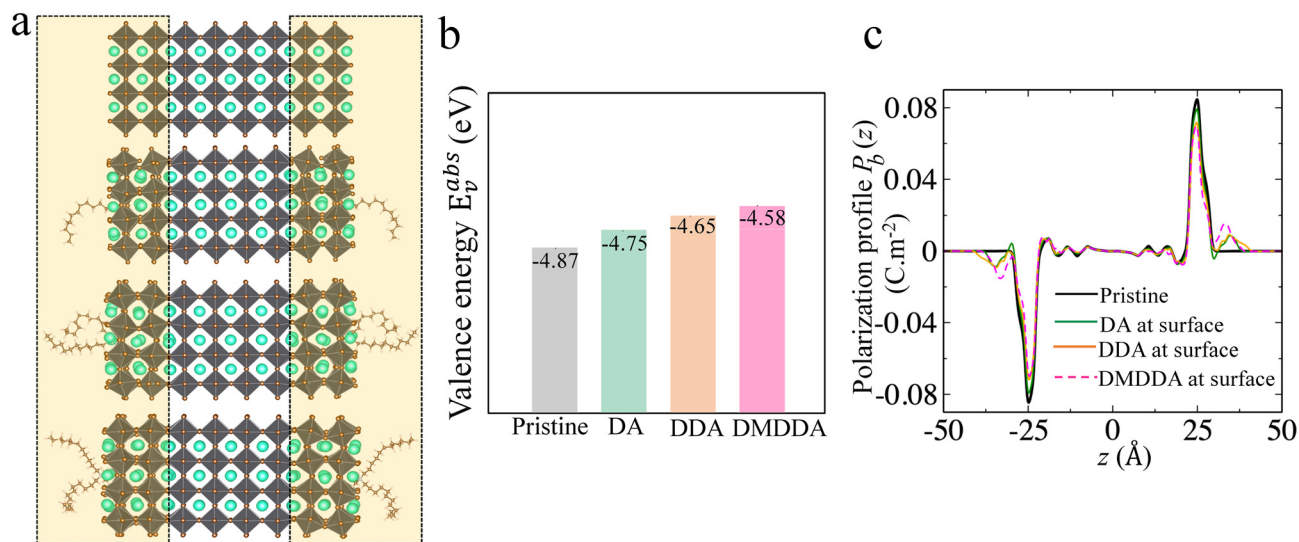 a
b
Valence energy E_v^abs (eV)
-4.87
-4.75
-4.65
-4.58
Pristine
DA
DDA
DMDDA
c
Polarization profile P_b(z)
(C.m⁻²)
0.08
0.04
0
-0.04
-0.08
Pristine
DA at surface
DDA at surface
DMDDA at surface
-50
-25
0
25
50
z (Å)